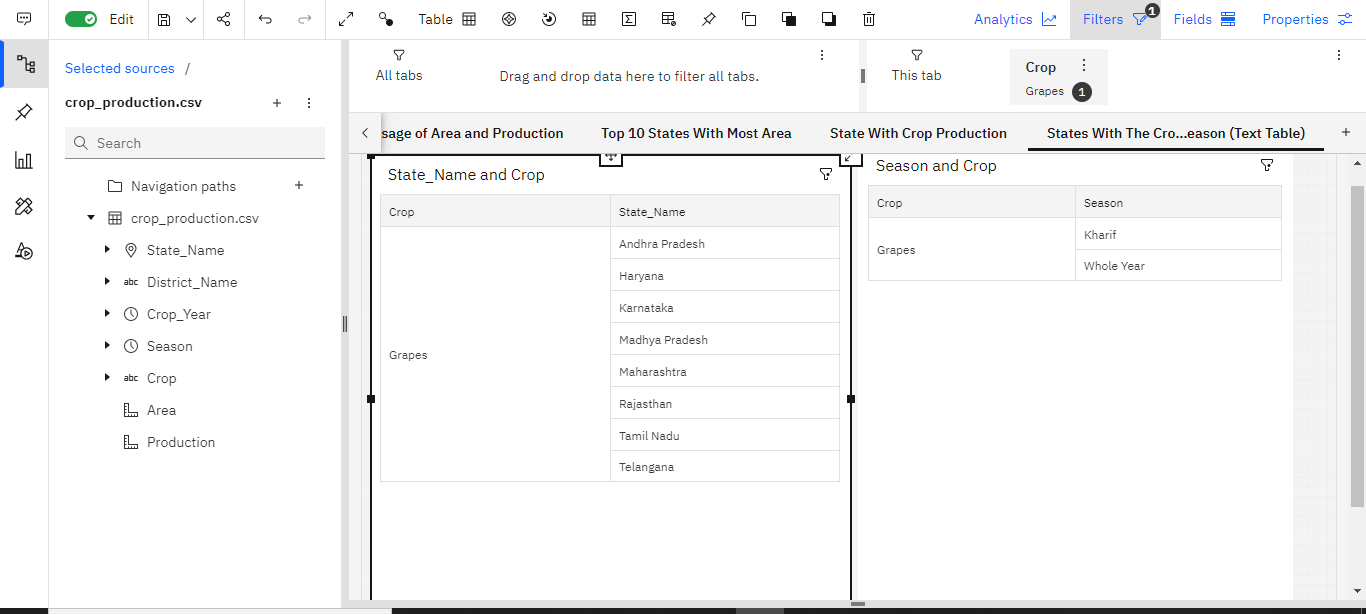 Edit
Table
Analytics
Filters
1
Fields
Properties
Selected sources /
crop_production.csv
Search
Navigation paths
crop_production.csv
State_Name
abc District_Name
Crop_Year
Season
abc Crop
Area
Production
All tabs
Drag and drop data here to filter all tabs.
This tab
Crop
Grapes 1
sage of Area and Production
Top 10 States With Most Area
State With Crop Production
States With The Cro...eason (Text Table)
State_Name and Crop
Crop State_Name
Grapes
Andhra Pradesh
Haryana
Karnataka
Madhya Pradesh
Maharashtra
Rajasthan
Tamil Nadu
Telangana
Season and Crop
Crop Season
Grapes
Kharif
Whole Year